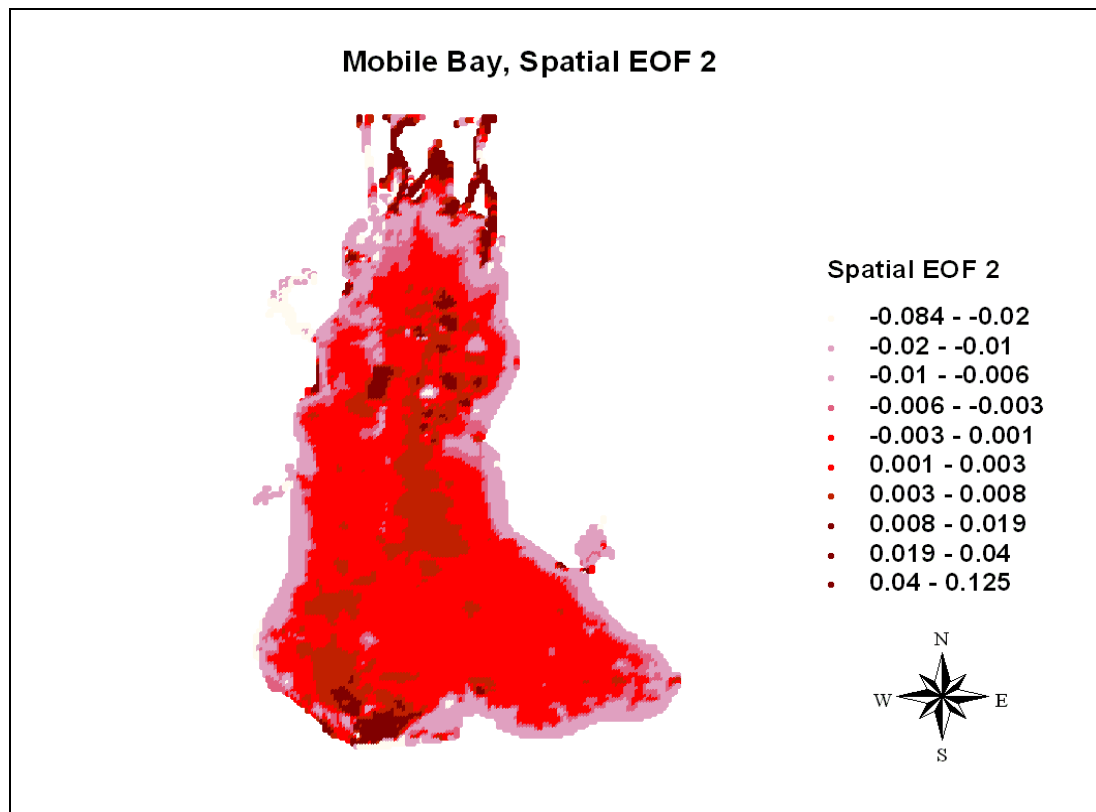 Mobile Bay, Spatial EOF 2
Spatial EOF 2
-0.084 - -0.02
-0.02 - -0.01
-0.01 - -0.006
-0.006 - -0.003
-0.003 - 0.001
0.001 - 0.003
0.003 - 0.008
0.008 - 0.019
0.019 - 0.04
0.04 - 0.125
N
W E
S